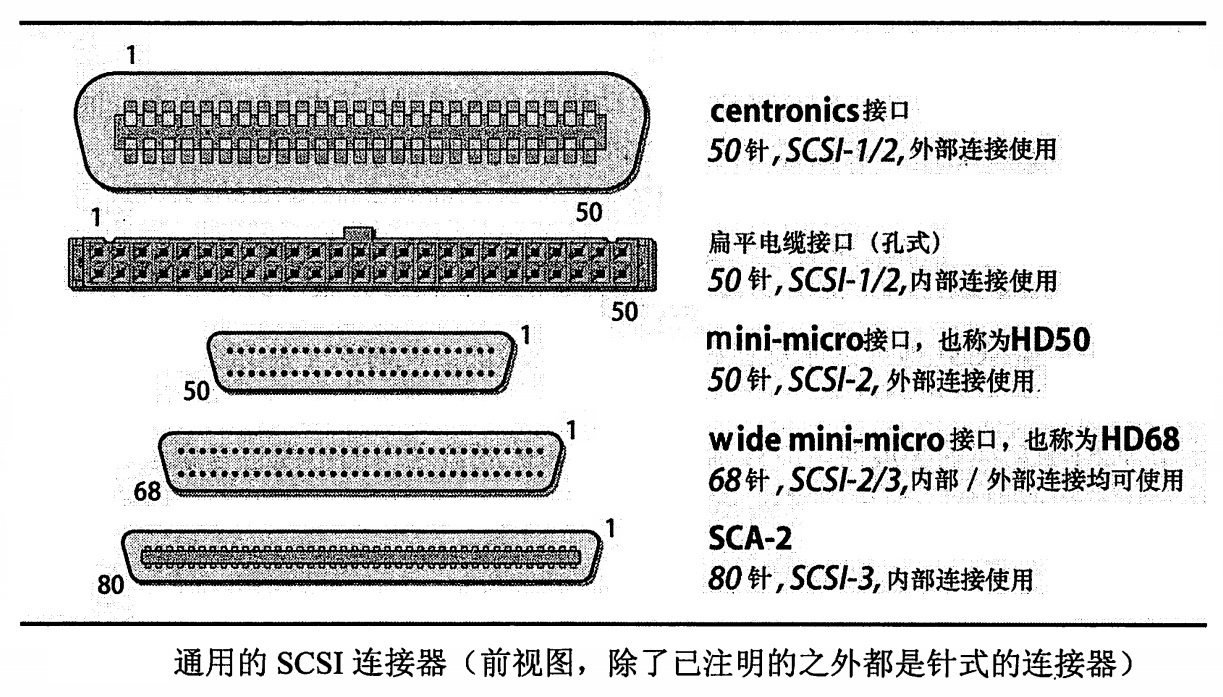 1
centronics接口
50针,SCSI-1/2,外部连接使用
50
1
扁平电缆接口（孔式）
50针,SCSI-1/2,内部连接使用
50
1
mini-micro接口，也称为HD50
50针,SCSI-2,外部连接使用
50
1
wide mini-micro接口，也称为HD68
68针,SCSI-2/3,内部/外部连接均可使用
68
1
SCA-2
80针,SCSI-3,内部连接使用
80
通用的 SCSI 连接器（前视图，除了已注明的之外都是针式的连接器）